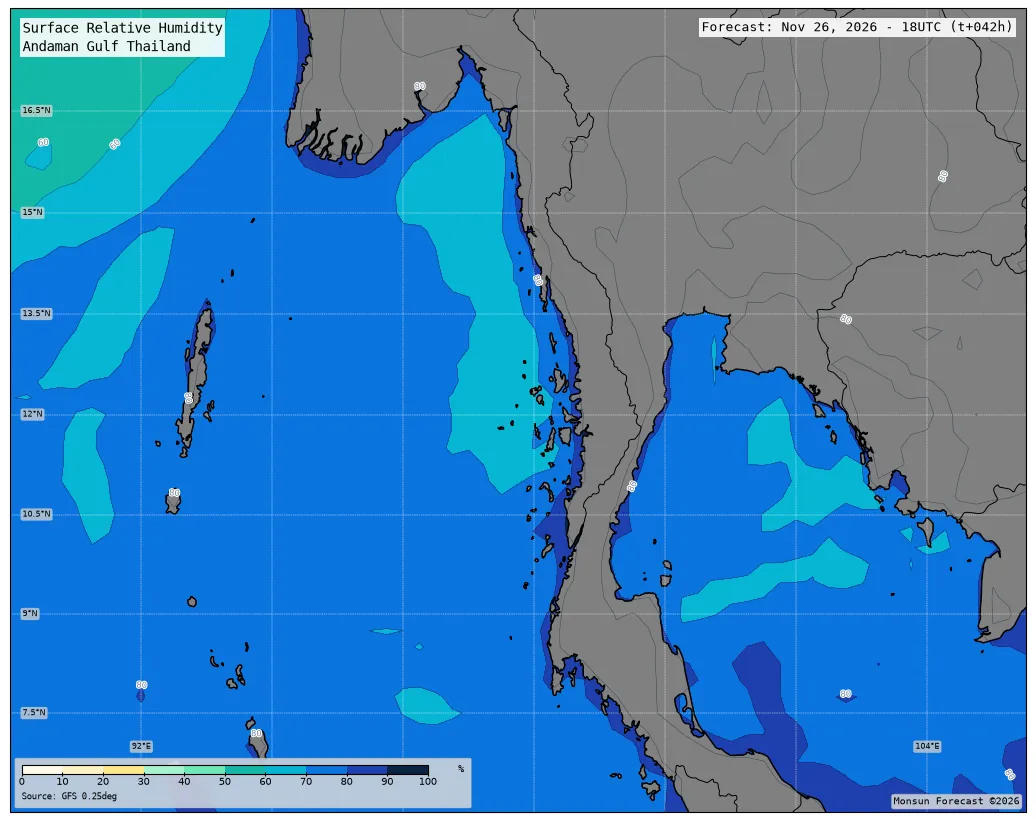 Surface Relative Humidity
Andaman Gulf Thailand
Forecast: Nov 26, 2026 - 18UTC (t+042h)
80
16.5°N
60
60
80
15°N
80
13.5°N
80
80
12°N
80
80
10.5°N
9°N
80
80
7.5°N
80
92°E
104°E
80
%
0 10 20 30 40 50 60 70 80 90 100
Source: GFS 0.25deg
Monsun Forecast ©2026